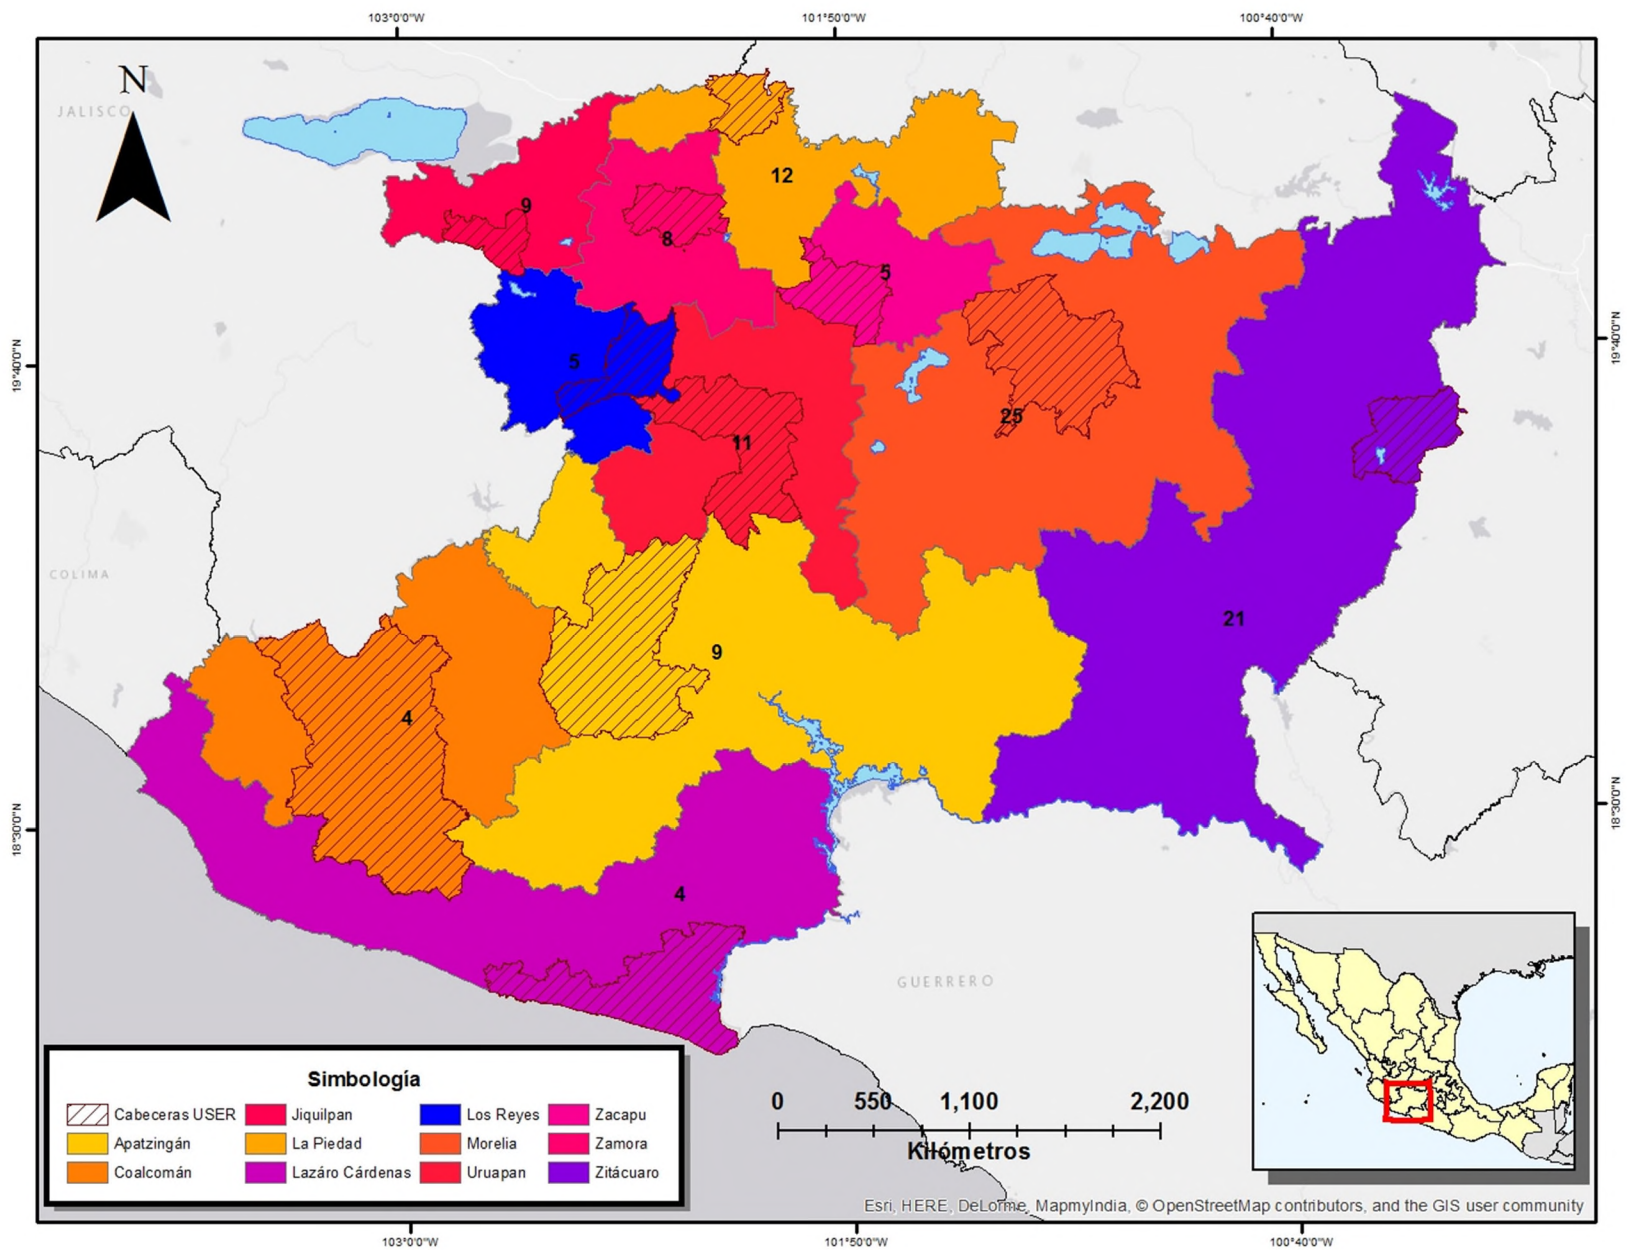 103°0'0"W 101°50'0"W 100°40'0"W
N
JALISCO
12
9
8
5
19°40'0"N
19°40'0"N
5
25
11
COLIMA
21
9
4
18°30'0"N
18°30'0"N
4
GUERRERO
Simbología
Cabeceras USER Jiquilpan Los Reyes Zacapu
Apatzingán La Piedad Morelia Zamora
Coalcomán Lazáro Cárdenas Uruapan Zitácuaro
0 550 1,100 2,200
Kilómetros
Esri, HERE, DeLorme, MapmyIndia, © OpenStreetMap contributors, and the GIS user community
103°0'0"W 101°50'0"W 100°40'0"W